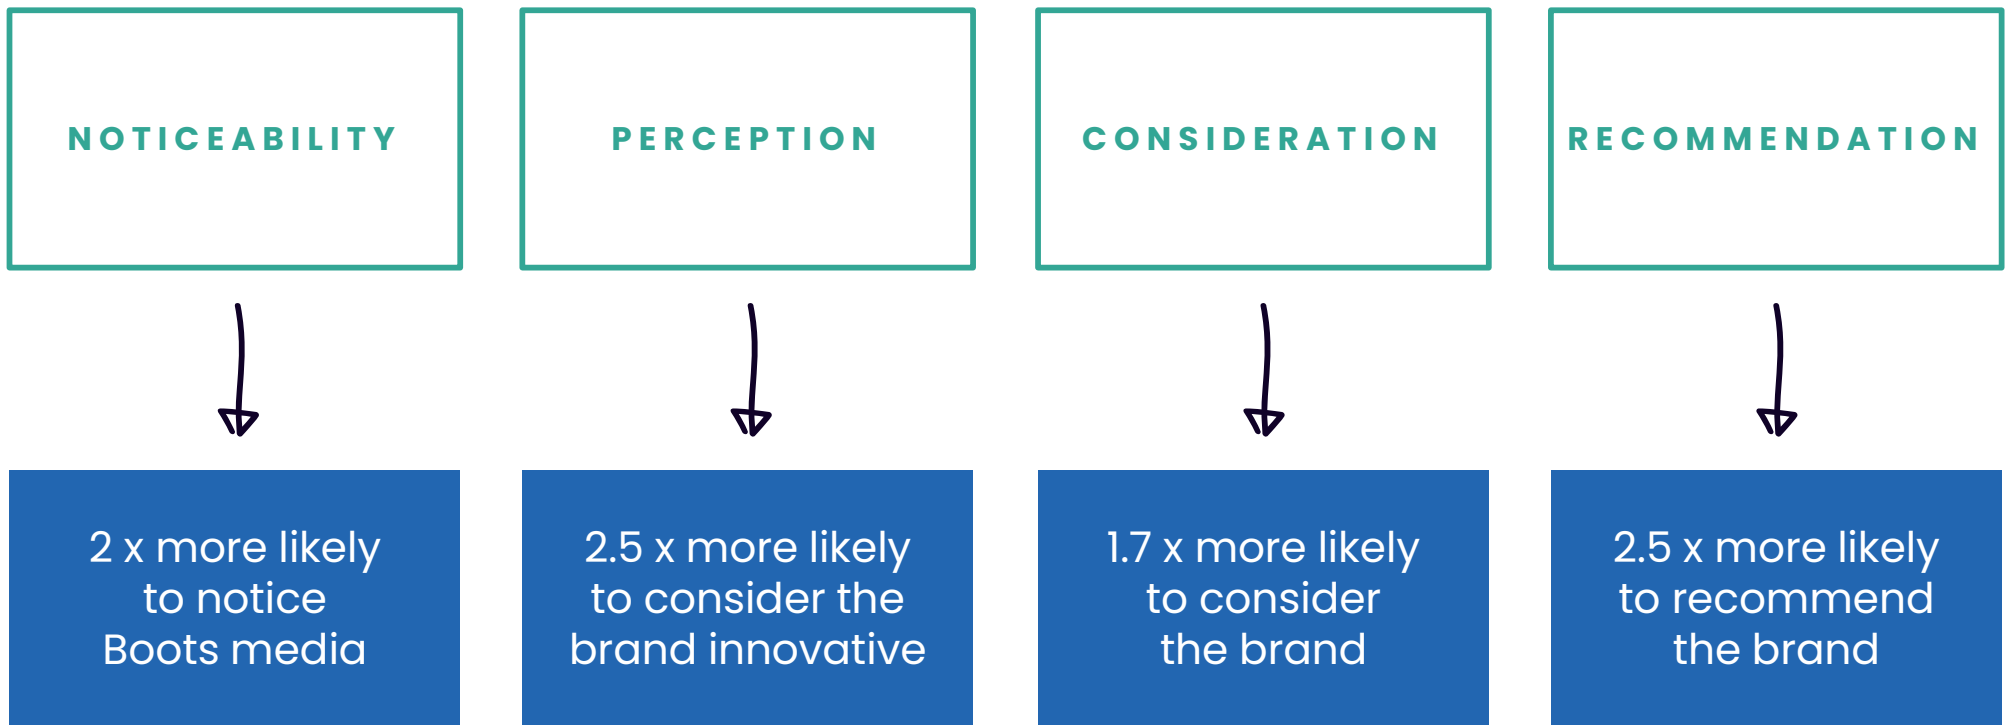 NOTICEABILITY
PERCEPTION
CONSIDERATION
RECOMMENDATION
2 x more likely
to notice
Boots media
2.5 x more likely
to consider the
brand innovative
1.7 x more likely
to consider
the brand
2.5 x more likely
to recommend
the brand